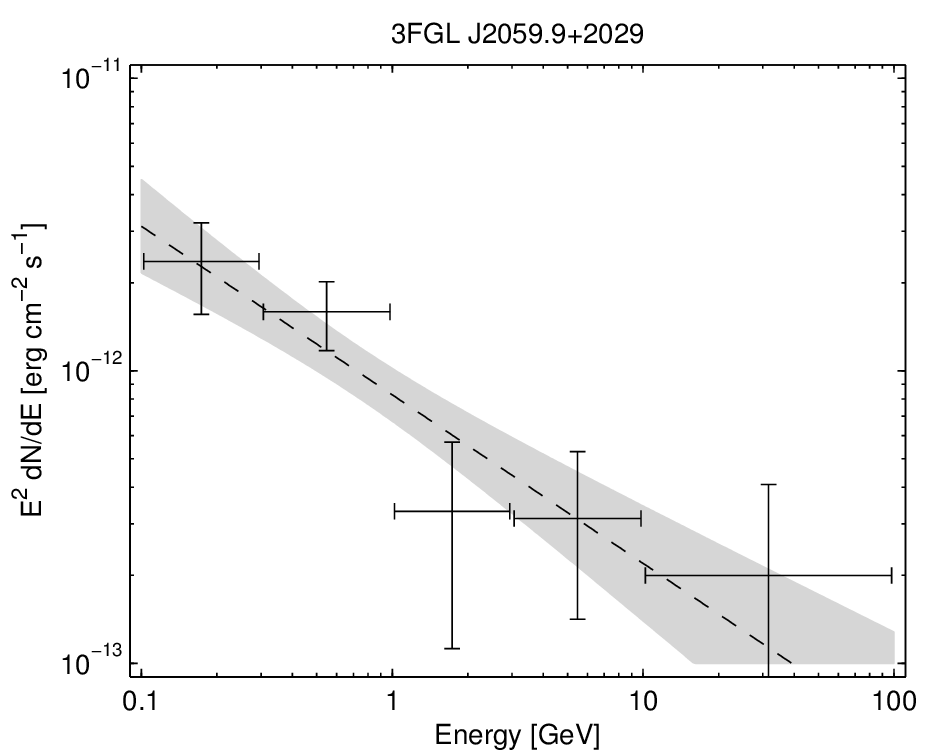 3FGL J2059.9+2029
10⁻¹¹
10⁻¹²
10⁻¹³
E² dN/dE [erg cm⁻² s⁻¹]
0.1 1 10 100
Energy [GeV]